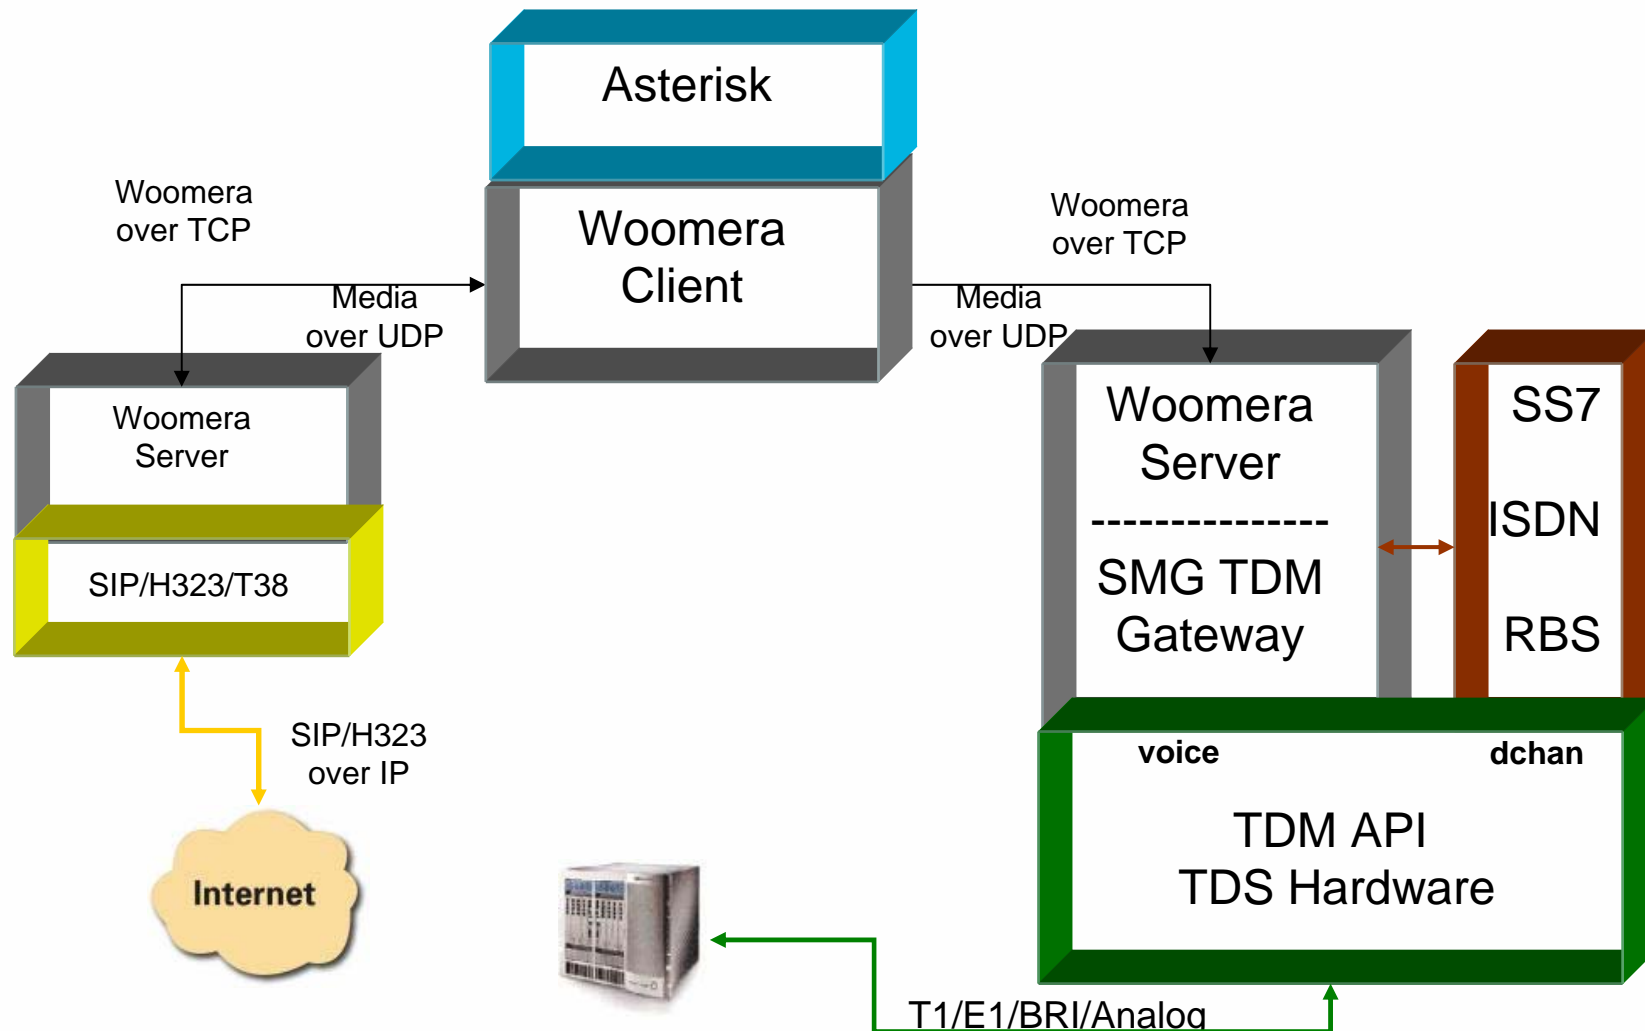 Asterisk
Woomera
Client
Woomera
over TCP
Media
over UDP
Woomera
over TCP
Media
over UDP
Woomera
Server
SIP/H323/T38
SIP/H323
over IP
Internet
Woomera
Server
---------------
SMG TDM
Gateway
SS7
ISDN
RBS
voice
dchan
TDM API
TDS Hardware
T1/E1/BRI/Analog